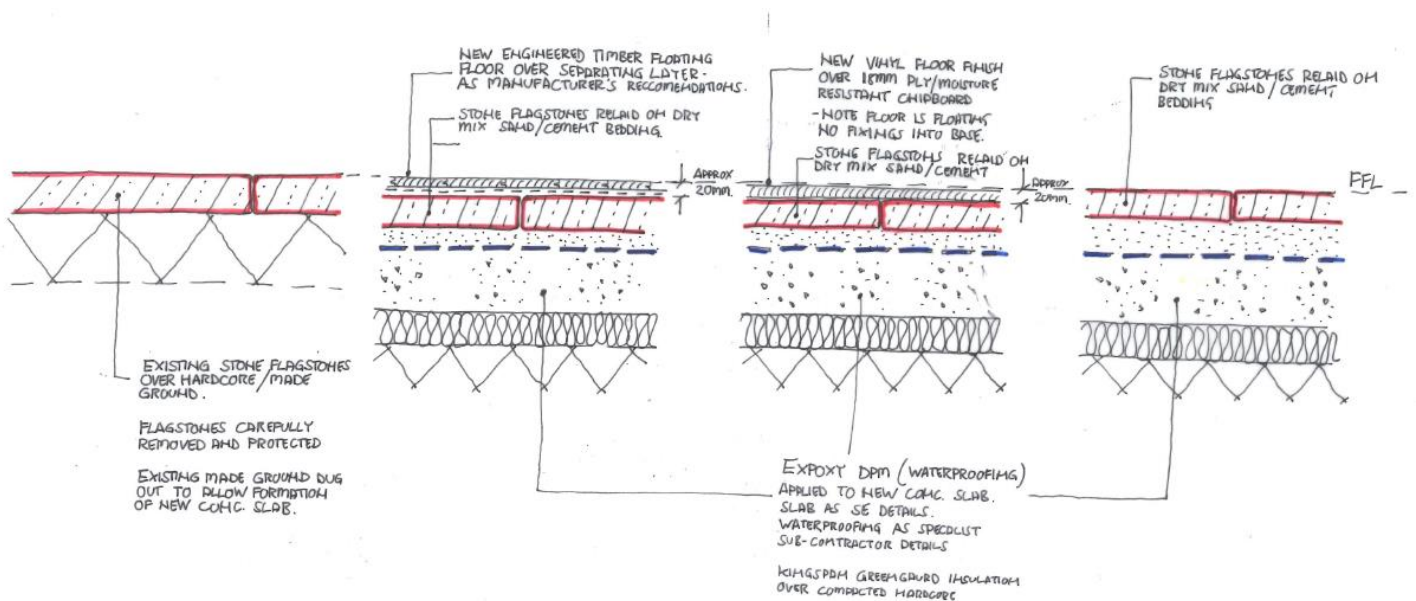 NEW ENGINEERED TIMBER FLOATING
FLOOR OVER SEPARATING LAYER-
AS MANUFACTURER'S RECCOMENDATIONS.
STONE FLAGSTONES RELAID ON DRY
MIX SAND/CEMENT BEDDING.
APPROX
20mm.
NEW VINYL FLOOR FINISH
OVER 18mm PLY/MOISTURE
RESISTANT CHIPBOARD
-NOTE FLOOR IS FLOATING
NO FIXINGS INTO BASE.
STONE FLAGSTONS RELAID ON
DRY MIX SAND/CEMENT
APPROX
20mm.
STONE FLAGSTONES RELAID ON
DRY MIX SAND/CEMENT
BEDDING
FFL
EXISTING STONE FLAGSTONES
OVER HARDCORE/MADE
GROUND.
FLAGSTONES CAREFULLY
REMOVED AND PROTECTED
EXISTING MADE GROUND DUG
OUT TO ALLOW FORMATION
OF NEW CONC. SLAB.
EXPOXY DPM (WATERPROOFING)
APPLIED TO NEW CONC. SLAB.
SLAB AS SE DETAILS.
WATERPROOFING AS SPECALIST
SUB-CONTRACTOR DETAILS
KINGSPAN GREENGAURD INSULATION
OVER COMPACTED HARDCORE